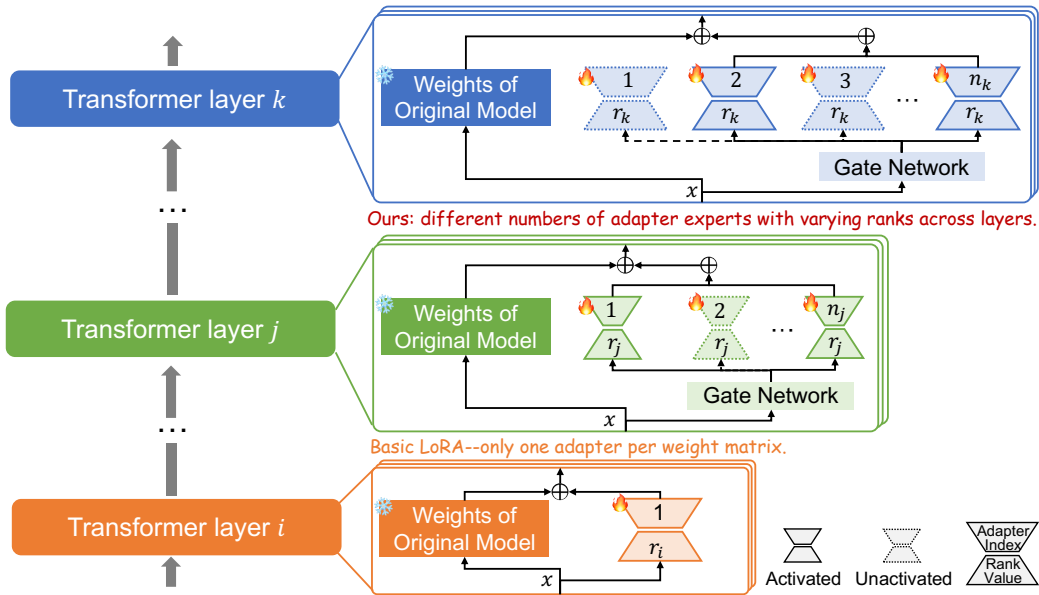 Transformer layer k
Weights of
Original Model
1
r_k
2
r_k
3
r_k
...
n_k
r_k
Gate Network
x
Ours: different numbers of adapter experts with varying ranks across layers.
...
Transformer layer j
Weights of
Original Model
1
r_j
2
r_j
...
n_j
r_j
Gate Network
x
Basic LoRA--only one adapter per weight matrix.
...
Transformer layer i
Weights of
Original Model
1
r_i
x
Activated
Unactivated
Adapter
Index
Rank
Value